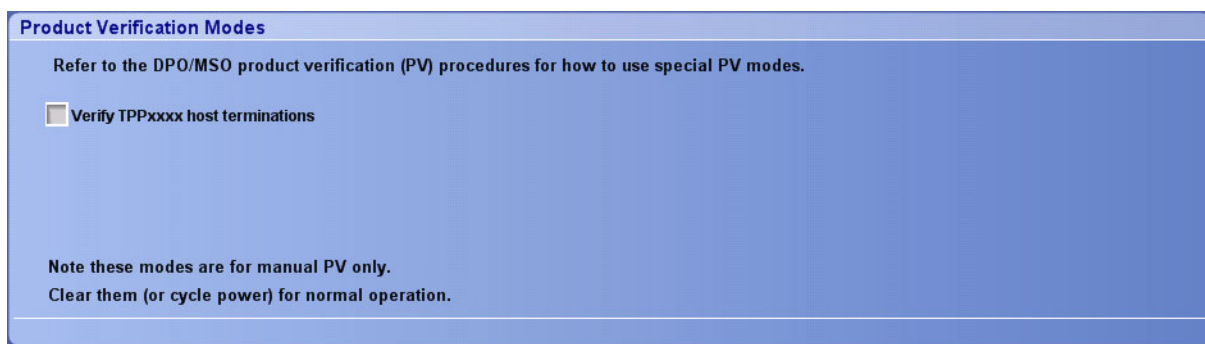 Product Verification Modes
Refer to the DPO/MSO product verification (PV) procedures for how to use special PV modes.
Verify TPPxxxx host terminations
Note these modes are for manual PV only.
Clear them (or cycle power) for normal operation.